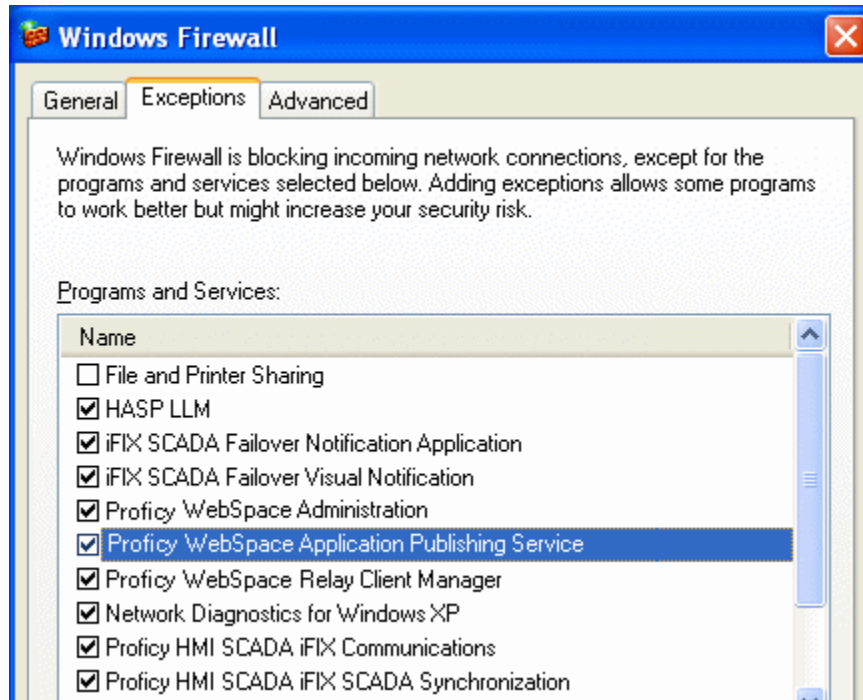 Windows Firewall
General Exceptions Advanced
Windows Firewall is blocking incoming network connections, except for the
programs and services selected below. Adding exceptions allows some programs
to work better but might increase your security risk.
Programs and Services:
Name
File and Printer Sharing
HASP LLM
iFIX SCADA Failover Notification Application
iFIX SCADA Failover Visual Notification
Proficy WebSpace Administration
Proficy WebSpace Application Publishing Service
Proficy WebSpace Relay Client Manager
Network Diagnostics for Windows XP
Proficy HMI SCADA iFIX Communications
Proficy HMI SCADA iFIX SCADA Synchronization